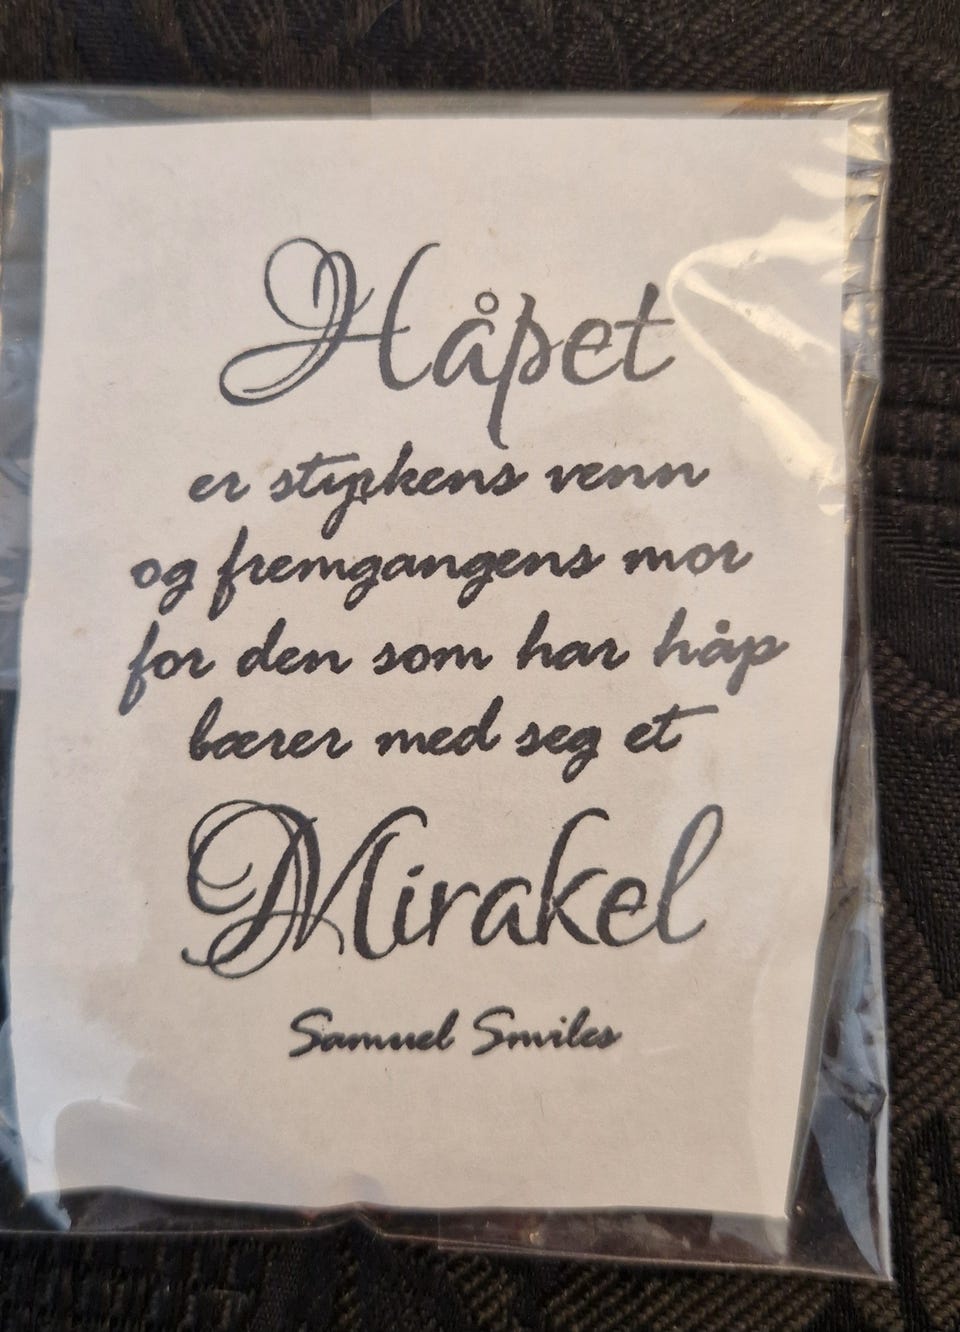 Håpet
er styrkens venn
og fremgangens mor
for den som har håp
bærer med seg et
Mirakel
Samuel Smiles